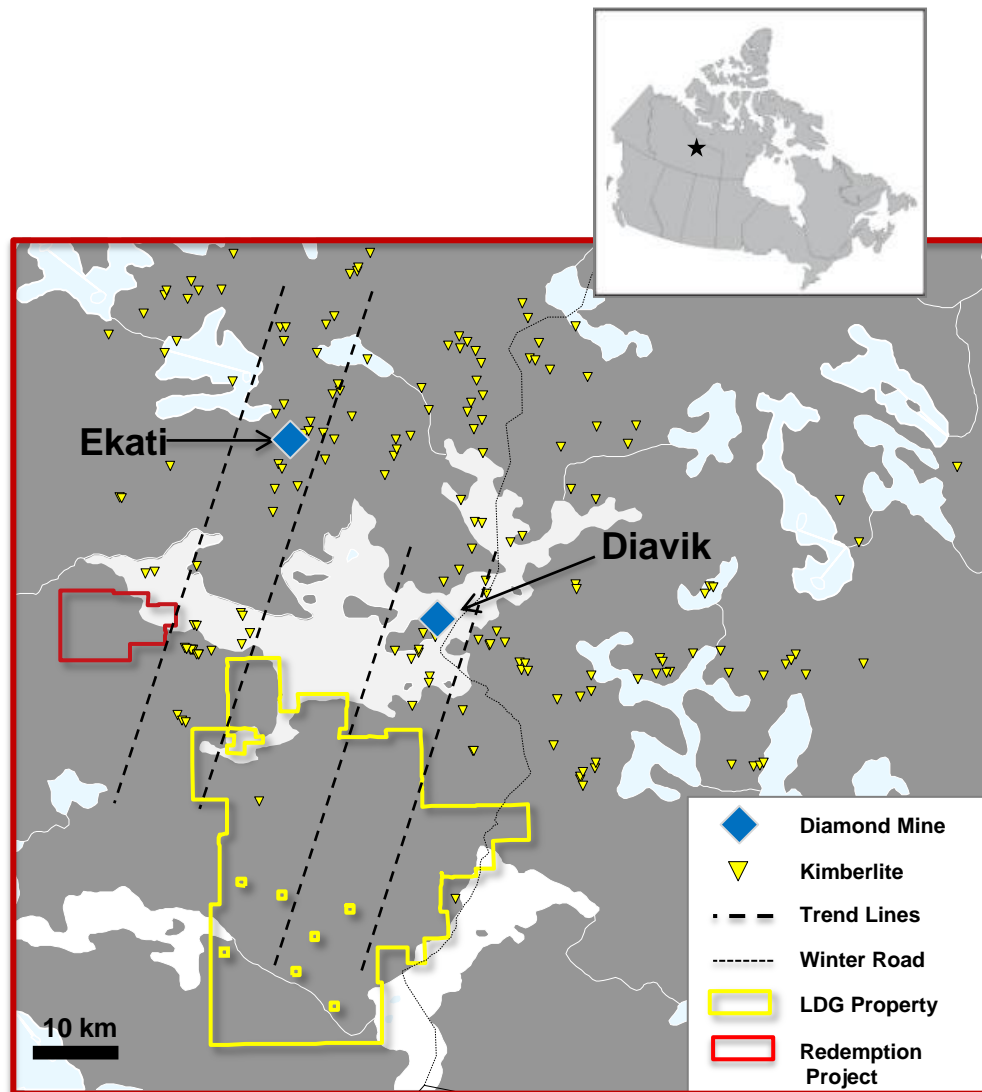 Ekati
Diavik
Diamond Mine
Kimberlite
Trend Lines
Winter Road
LDG Property
Redemption
Project
10 km